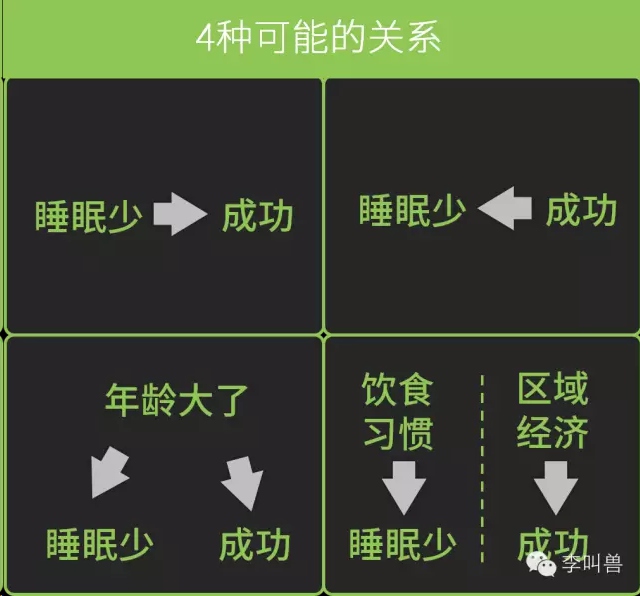 4种可能的关系
睡眠少 成功
睡眠少 成功
年龄大了
睡眠少 成功
饮食
习惯
区域
经济
睡眠少 成功
李叫兽